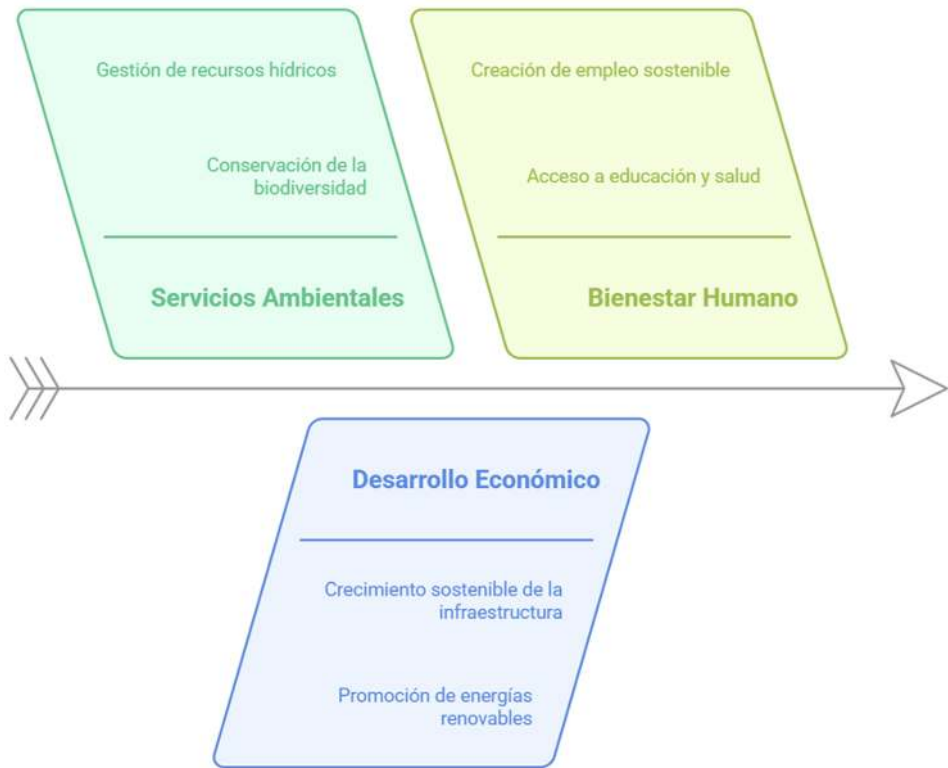 Gestión de recursos hídricos
Conservación de la
biodiversidad
Servicios Ambientales
Creación de empleo sostenible
Acceso a educación y salud
Bienestar Humano
Desarrollo Económico
Crecimiento sostenible de la
infraestructura
Promoción de energías
renovables